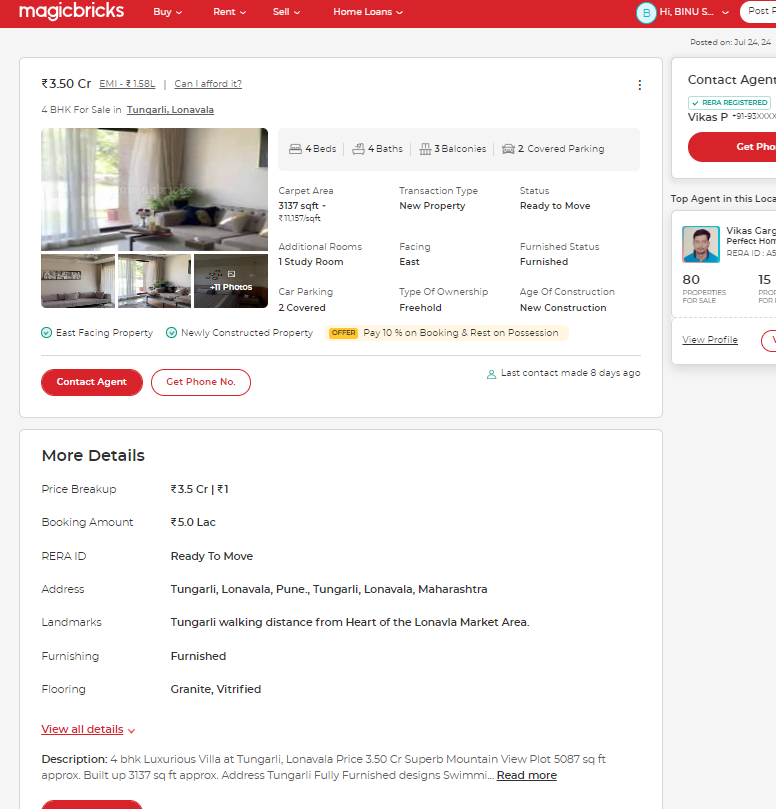 magicbricks
Buy Rent Sell Home Loans Hi, BINU S... Post F
Posted on: Jul 24, 24
₹3.50 Cr EMI - ₹ 1.58L | Can I afford it?
4 BHK For Sale in Tungarli, Lonavala
4 Beds 4 Baths 3 Balconies 2 Covered Parking
Carpet Area
3137 sqft
₹11,157/sqft
Transaction Type
New Property
Status
Ready to Move
Additional Rooms
1 Study Room
Facing
East
Furnished Status
Furnished
Car Parking
2 Covered
Type Of Ownership
Freehold
Age Of Construction
New Construction
magicbricks
+11 Photos
East Facing Property Newly Constructed Property OFFER Pay 10 % on Booking & Rest on Possession
Contact Agent Get Phone No. Last contact made 8 days ago
More Details
Price Breakup ₹3.5 Cr | ₹1
Booking Amount ₹5.0 Lac
RERA ID Ready To Move
Address Tungarli, Lonavala, Pune., Tungarli, Lonavala, Maharashtra
Landmarks Tungarli walking distance from Heart of the Lonavla Market Area.
Furnishing Furnished
Flooring Granite, Vitrified
View all details
Description: 4 bhk Luxurious Villa at Tungarli, Lonavala Price 3.50 Cr Superb Mountain View Plot 5087 sq ft
approx. Built up 3137 sq ft approx. Address Tungarli Fully Furnished designs Swimmi... Read more
Contact Agent
RERA REGISTERED
Vikas P +91-93XXXX
Get Pho
Top Agent in this Loca
Vikas Garg
Perfect Hom
RERA ID : A5
80
PROPERTIES
FOR SALE
15
PROP
FOR
View Profile V